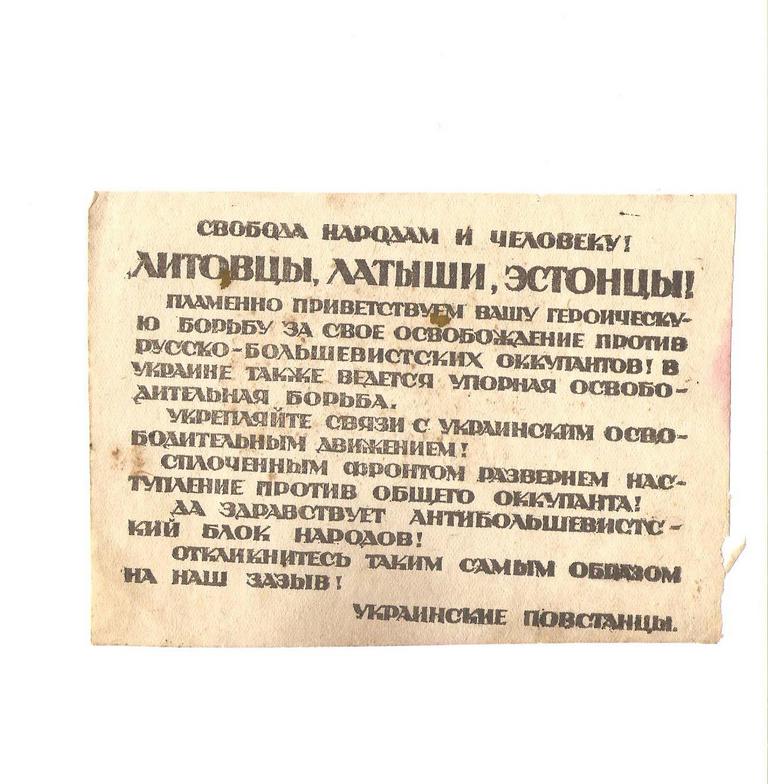 СВОБОДА НАРОДАМ И ЧЕЛОВЕКУ!
ЛИТОВЦЫ, ЛАТЫШИ, ЭСТОНЦЫ!
ПЛАМЕННО ПРИВЕТСТВУЕМ ВАШУ ГЕРОИЧЕСКУ-
Ю БОРЬБУ ЗА СВОЕ ОСВОБОЖДЕНИЕ ПРОТИВ
РУССКО-БОЛЬШЕВИСТСКИХ ОККУПАНТОВ! В
УКРАИНЕ ТАКЖЕ ВЕДЕТСЯ УПОРНАЯ ОСВОБО-
ДИТЕЛЬНАЯ БОРЬБА.
УКРЕПЛЯЙТЕ СВЯЗИ С УКРАИНСКИМ ОСВО-
БОДИТЕЛЬНЫМ ДВИЖЕНИЕМ!
СПЛОЧЕННЫМ ФРОНТОМ РАЗВЕРНЕМ НАС-
ТУПЛЕНИЕ ПРОТИВ ОБЩЕГО ОККУПАНТА!
ДА ЗДРАВСТВУЕТ АНТИБОЛЬШЕВИСТС-
КИЙ БЛОК НАРОДОВ!
ОТКЛИКНИТЕСЬ ТАКИМ САМЫМ ОБРАЗОМ
НА НАШ ЗАЗЫВ!
УКРАИНСКИЕ ПОВСТАНЦЫ.